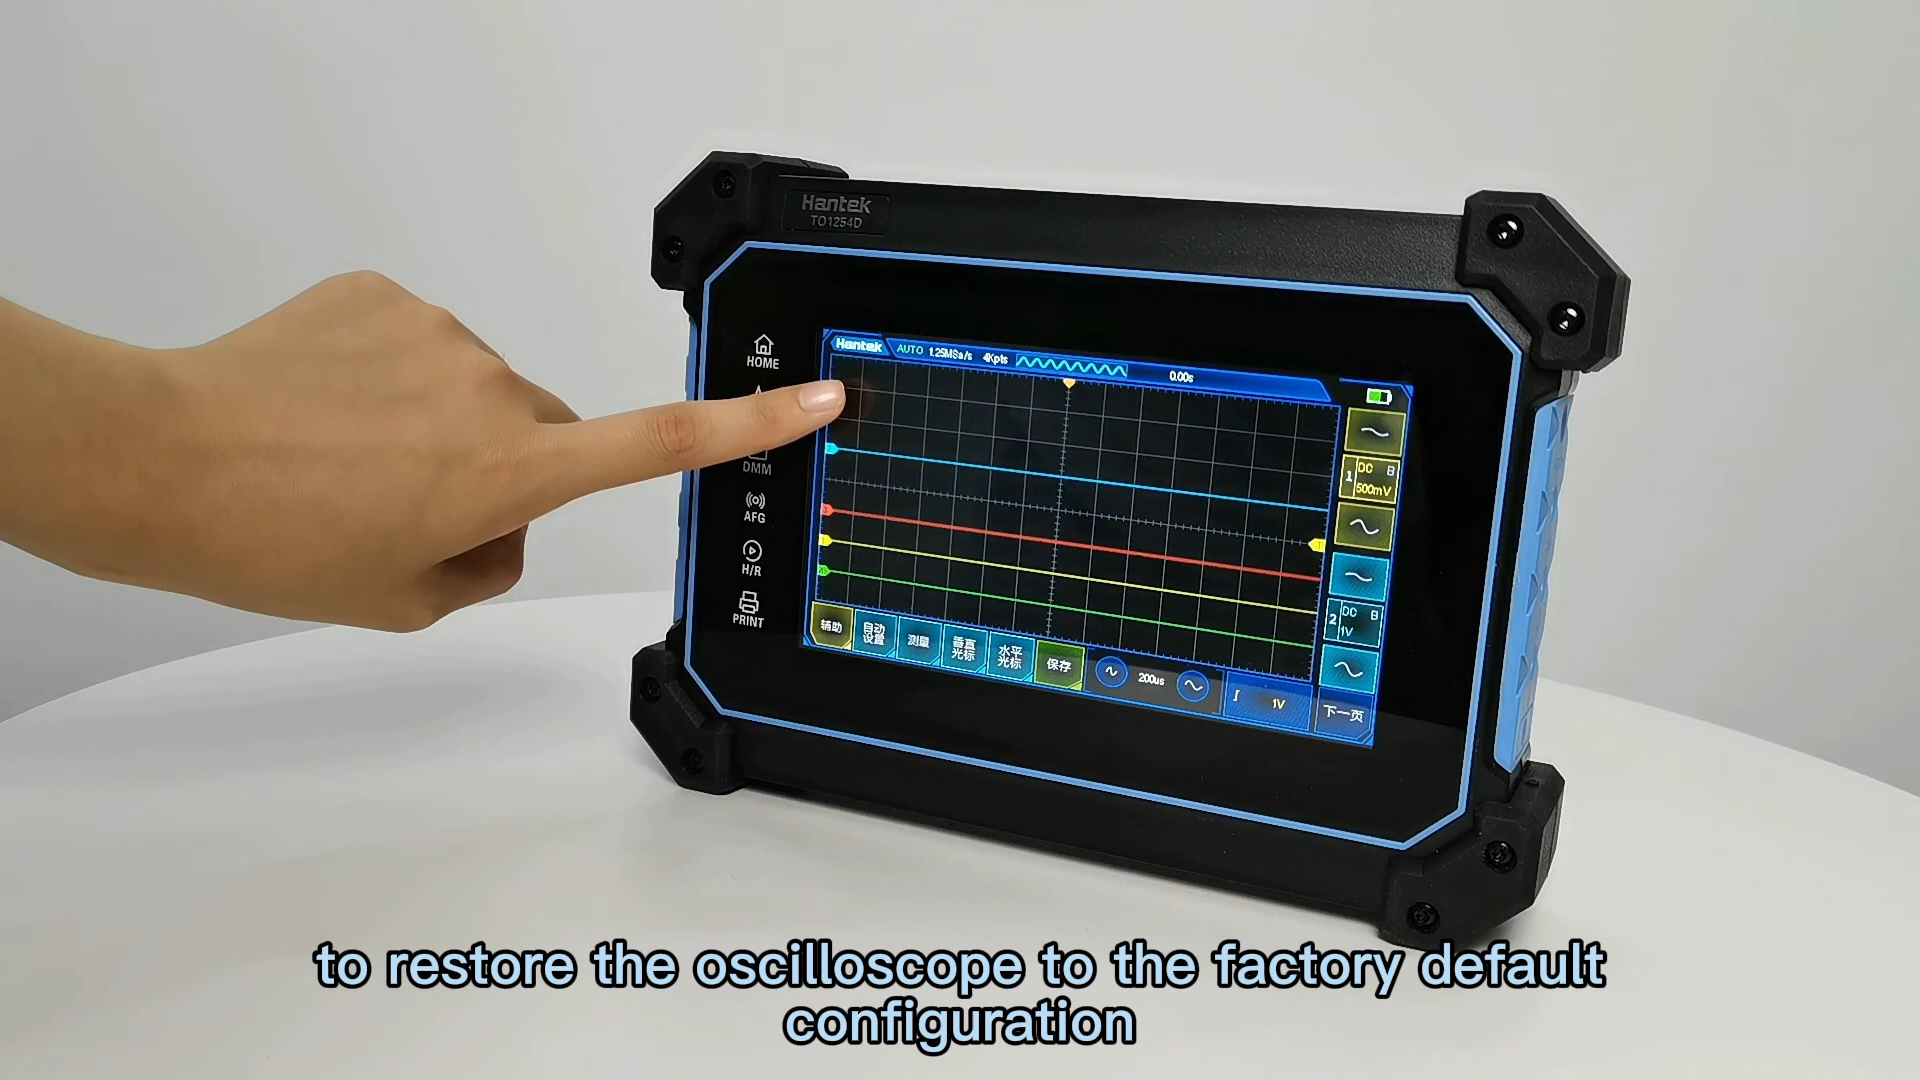 Hantek
TO1254D
HOME
DMM
AFG
H/R
PRINT
Hantek AUTO 1.25MSa/s 4Kpts 0.00s
1 DC B
500mV
2 DC B
1V
辅助
自动
设置
测量
垂直
光标
水平
光标
保存
200us
1V
下一页
to restore the oscilloscope to the factory default
configuration